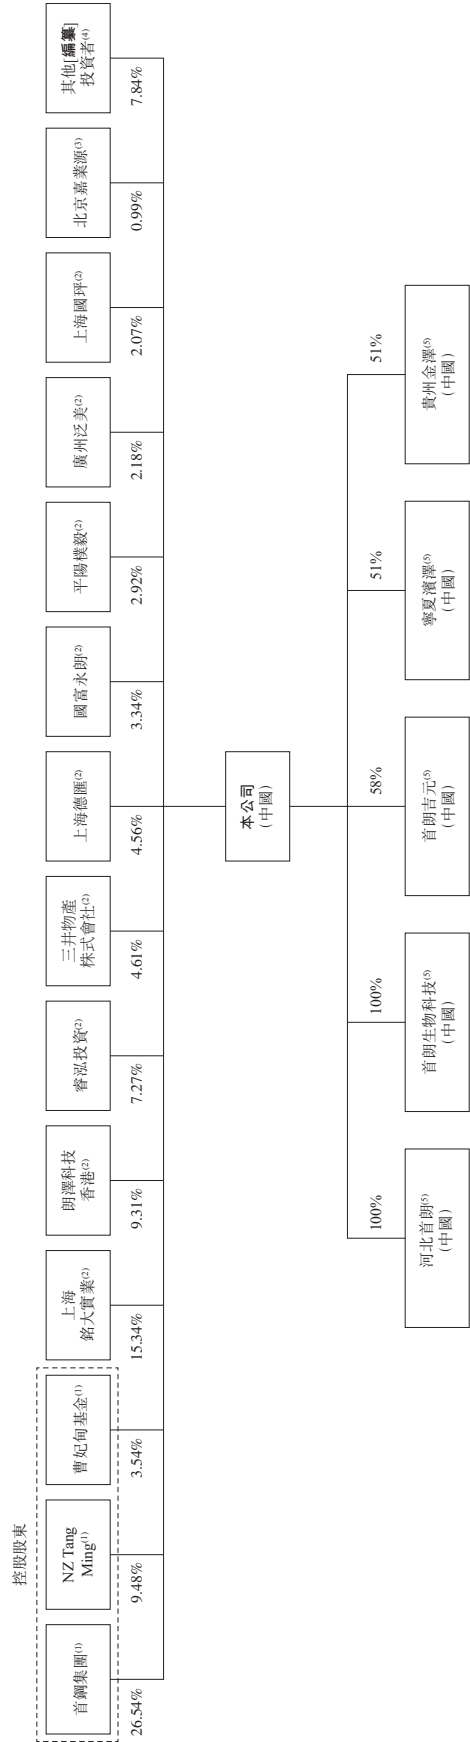 控股股東
首鋼集團(1)
NZ Tang
Ming(1)
曹妃甸基金(1)
上海
銘大實業(2)
朗澤科技
香港(2)
睿泓投資(2)
三井物產
株式會社(2)
上海德匯(2)
國富永朗(2)
平陽樸毅(2)
廣州泛美(2)
上海國坪(2)
北京嘉業源(3)
其他[編纂]
投資者(4)
26.54%
9.48%
3.54%
15.34%
9.31%
7.27%
4.61%
4.56%
3.34%
2.92%
2.18%
2.07%
0.99%
7.84%
本公司
(中國)
100%
100%
58%
51%
51%
河北首朗(5)
(中國)
首朗生物科技(5)
(中國)
首朗吉元(5)
(中國)
寧夏濱澤(5)
(中國)
貴州金澤(5)
(中國)